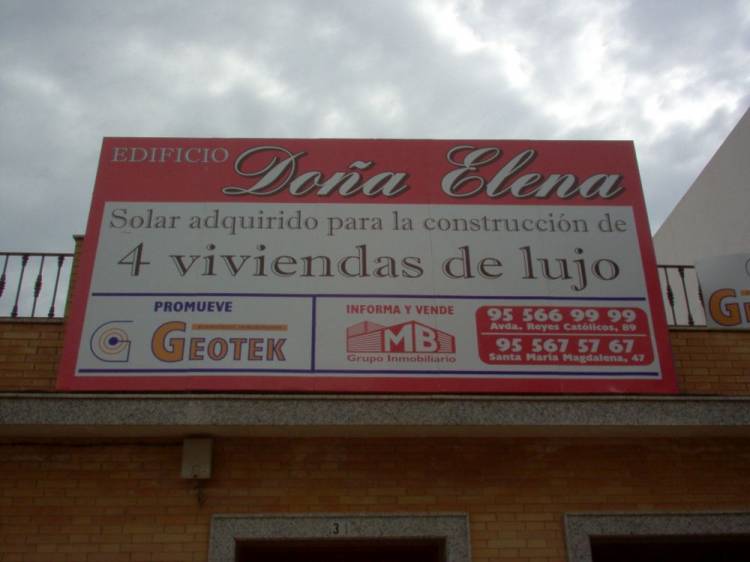 EDIFICIO Doña Elena
Solar adquirido para la construcción de
4 viviendas de lujo
PROMUEVE
GEOTEK
INFORMA Y VENDE
MB
Grupo Inmobiliario
95 566 99 99
Avda. Reyes Católicos, 89
95 567 57 67
Santa María Magdalena, 47
G
31